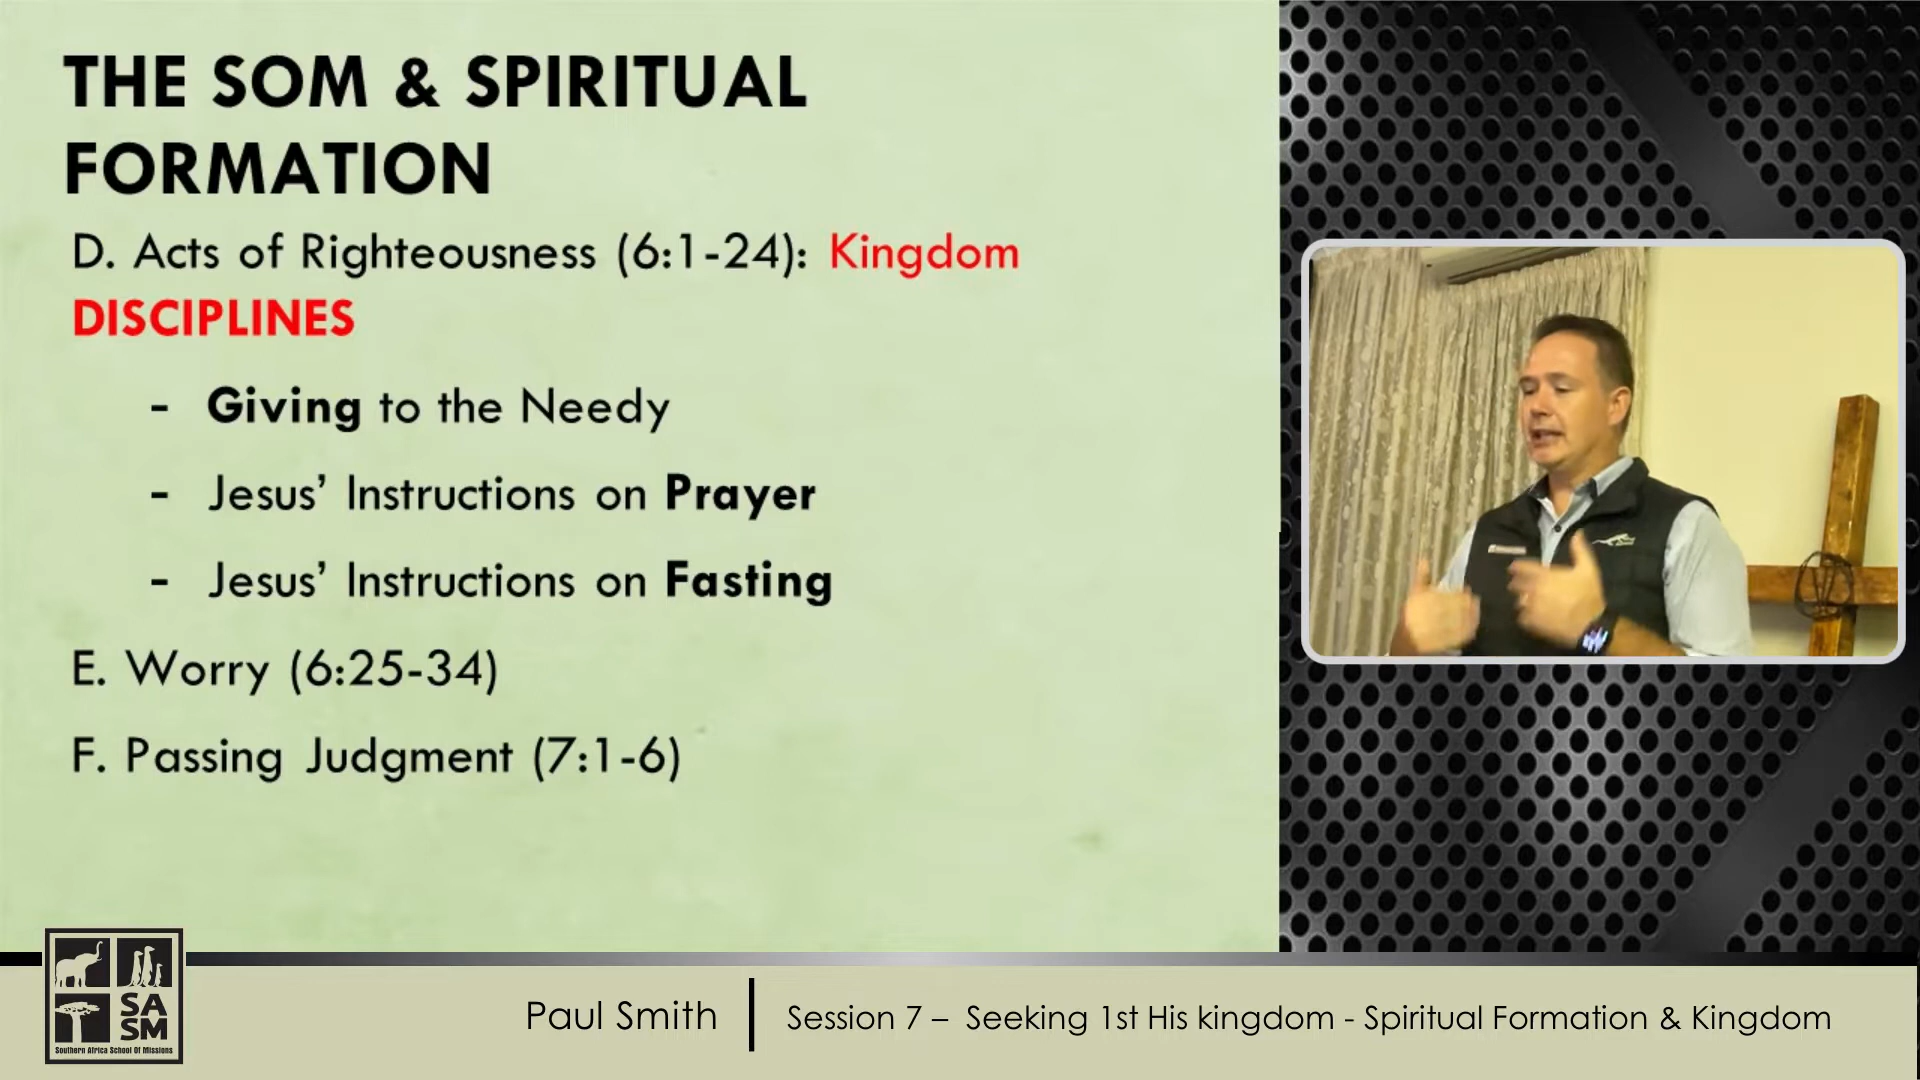 THE SOM & SPIRITUAL
FORMATION
D. Acts of Righteousness (6:1-24): Kingdom
DISCIPLINES
- Giving to the Needy
- Jesus’ Instructions on Prayer
- Jesus’ Instructions on Fasting
E. Worry (6:25-34)
F. Passing Judgment (7:1-6)
SA
SM
Southern Africa School Of Missions
Paul Smith
Session 7 – Seeking 1st His kingdom - Spiritual Formation & Kingdom